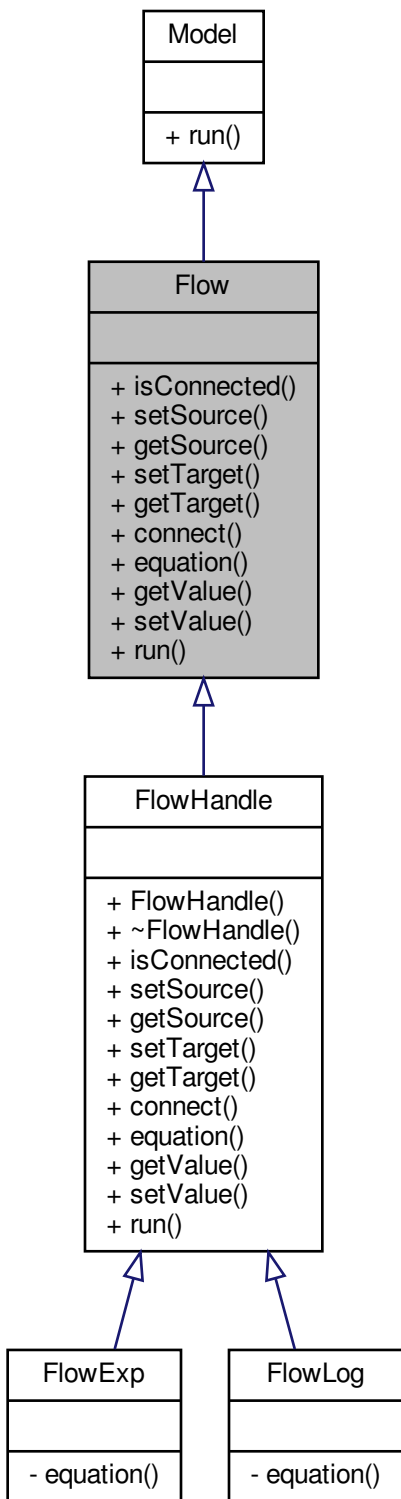 Model
+ run()
Flow
+ isConnected()
+ setSource()
+ getSource()
+ setTarget()
+ getTarget()
+ connect()
+ equation()
+ getValue()
+ setValue()
+ run()
FlowHandle
+ FlowHandle()
+ ~FlowHandle()
+ isConnected()
+ setSource()
+ getSource()
+ setTarget()
+ getTarget()
+ connect()
+ equation()
+ getValue()
+ setValue()
+ run()
FlowExp
- equation()
FlowLog
- equation()